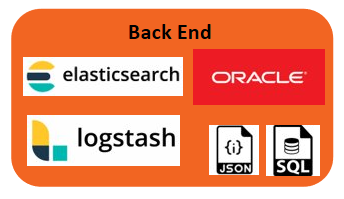 Back End
elasticsearch
ORACLE®
logstash
{i}
JSON
SQL